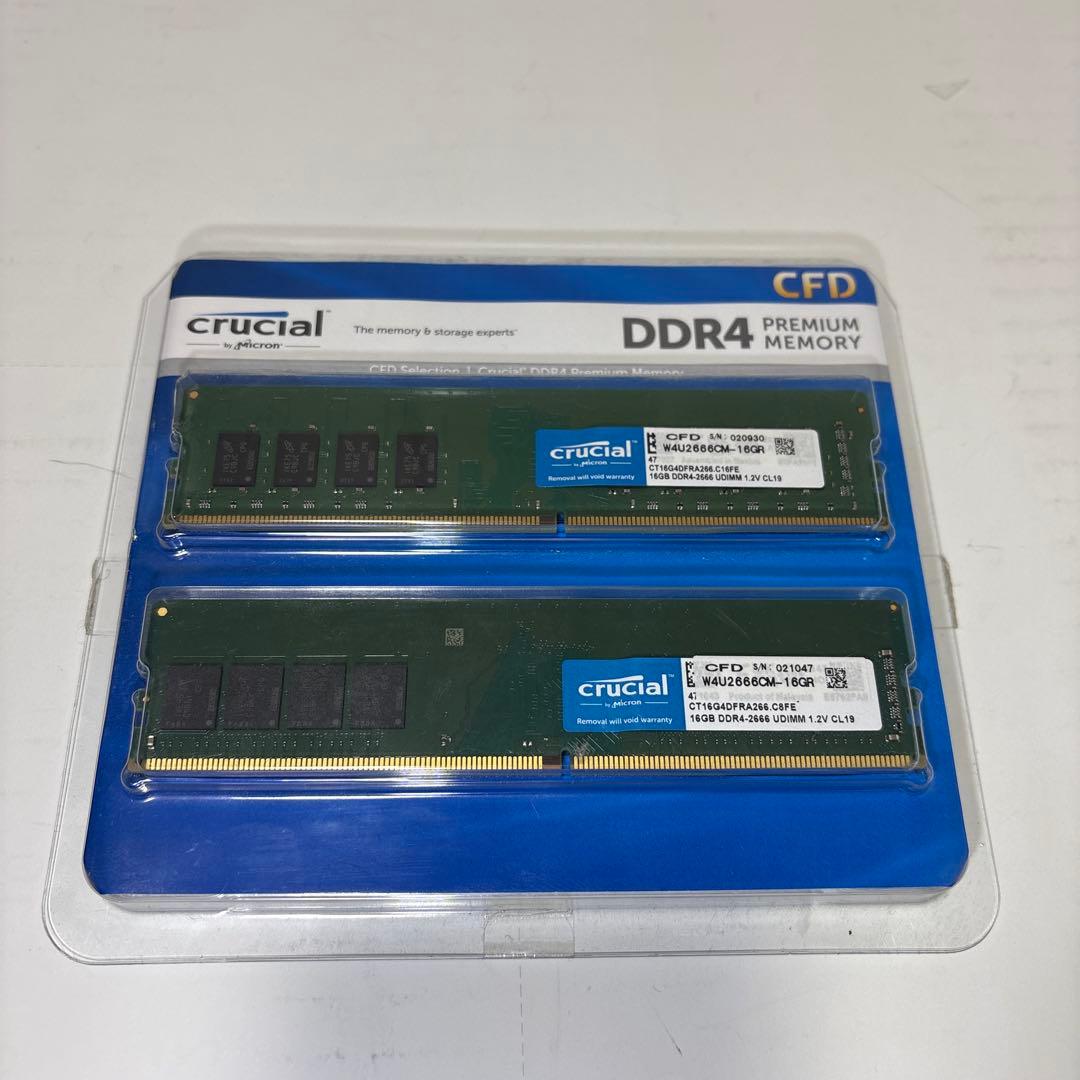 CFD
crucial
by Micron
The memory & storage experts™
DDR4 PREMIUM MEMORY
CFD Selection | Crucial® DDR4 Premium Memory
crucial
by Micron
Removal will void warranty
CFD S/N: 020930
W4U2666CM-16GR
47
CT16G4DFRA266.C16FE
16GB DDR4-2666 UDIMM 1.2V CL19
crucial
by Micron
Removal will void warranty
CFD S/N: 021047
W4U2666CM-16GR
47
Product of Malaysia
CT16G4DFRA266.C8FE
16GB DDR4-2666 UDIMM 1.2V CL19